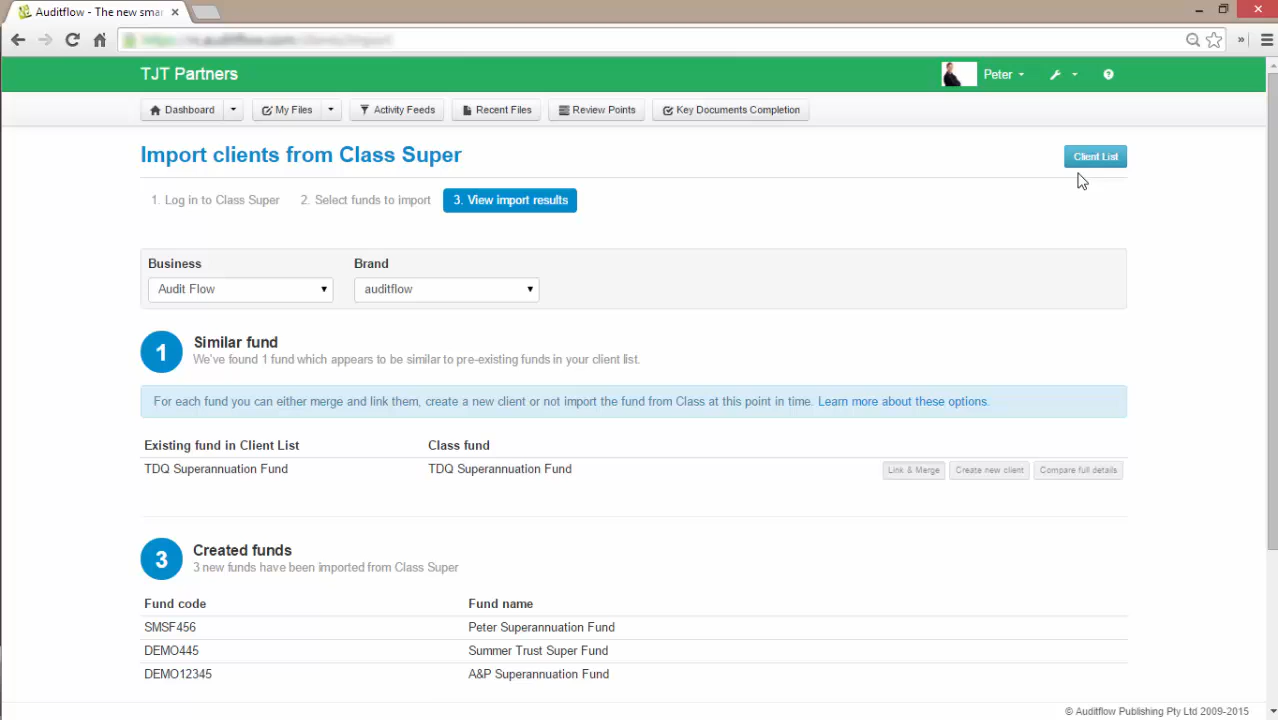 Auditflow - The new smar
TJT Partners
Peter
Dashboard My Files Activity Feeds Recent Files Review Points Key Documents Completion
Import clients from Class Super
Client List
1. Log in to Class Super 2. Select funds to import 3. View import results
Business Brand
Audit Flow auditflow
1
Similar fund
We've found 1 fund which appears to be similar to pre-existing funds in your client list.
For each fund you can either merge and link them, create a new client or not import the fund from Class at this point in time. Learn more about these options.
Existing fund in Client List Class fund
TDQ Superannuation Fund TDQ Superannuation Fund Link & Merge Create new client Compare full details
3
Created funds
3 new funds have been imported from Class Super
Fund code Fund name
SMSF456 Peter Superannuation Fund
DEMO445 Summer Trust Super Fund
DEMO12345 A&P Superannuation Fund
© Auditflow Publishing Pty Ltd 2009-2015